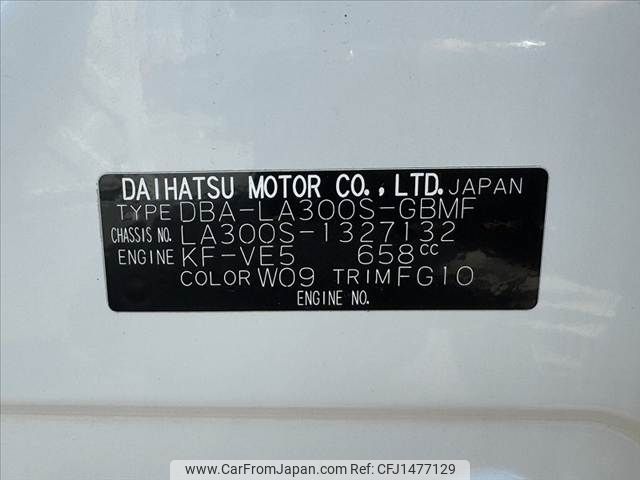 DAIHATSU MOTOR CO., LTD. JAPAN
TYPE DBA-LA300S-GBMF
CHASSIS NO. LA300S-1327132
ENGINE KF-VE5 658cc
COLOR W09 TRIM FG10
ENGINE NO.
www.CarFromJapan.com | CarFromJapan: CFJ1477129